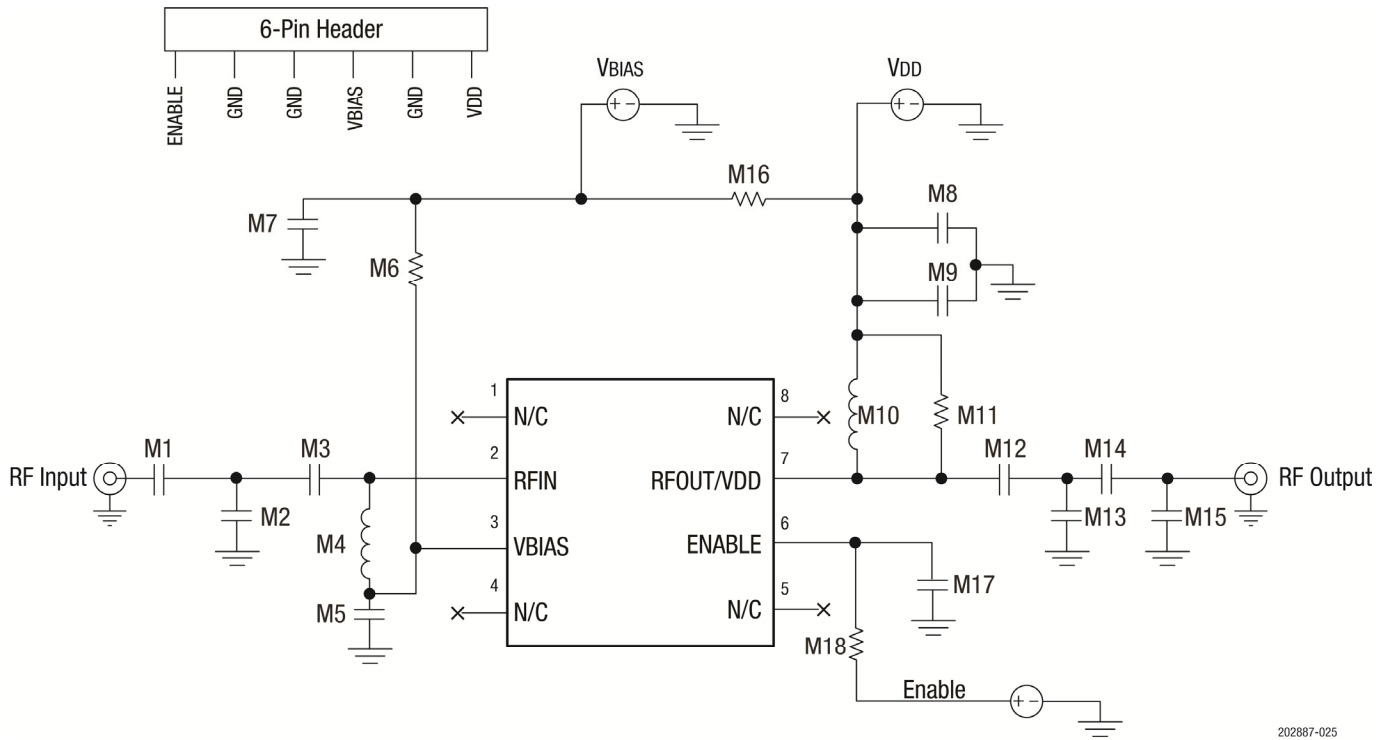 6-Pin Header
ENABLE
GND
GND
VBIAS
GND
VDD
VBIAS
VDD
M16
M8
M7
M6
M9
1
N/C
8
N/C
M10
M11
RF Input
M1
M3
2
RFIN
7
RFOUT/VDD
M12
M14
RF Output
M2
M4
3
VBIAS
6
ENABLE
M13
M15
M5
4
N/C
5
N/C
M17
M18
Enable
202887-025